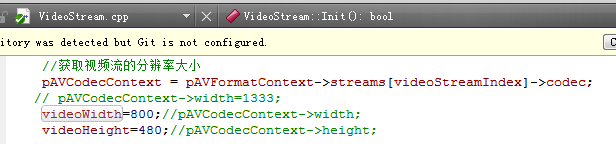 VideoStream.cpp VideoStream::Init(): bool
itory was detected but Git is not configured.
//获取视频流的分辨率大小
pAVCodecContext = pAVFormatContext->streams[videoStreamIndex]->codec;
// pAVCodecContext->width=1333;
videoWidth=800;//pAVCodecContext->width;
videoHeight=480;//pAVCodecContext->height;